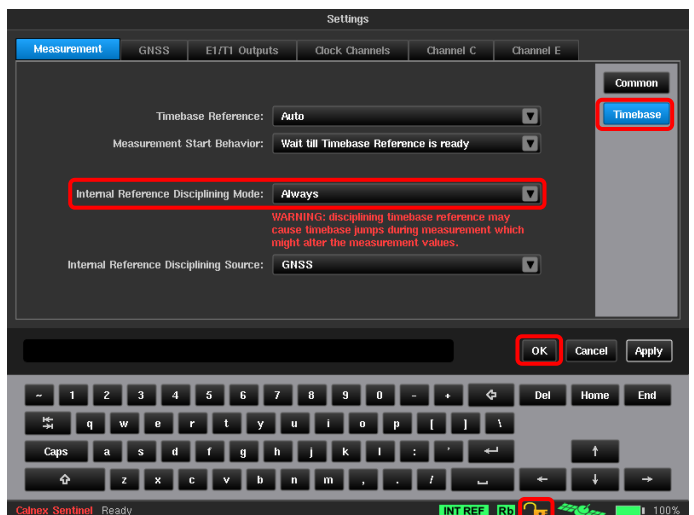 Settings
Measurement GNSS E1/T1 Outputs Clock Channels Channel C Channel E
Common
Timebase
Timebase Reference: Auto
Measurement Start Behavior: Wait till Timebase Reference is ready
Internal Reference Disciplining Mode: Always
WARNING: disciplining timebase reference may
cause timebase jumps during measurement which
might alter the measurement values.
Internal Reference Disciplining Source: GNSS
OK Cancel Apply
~ 1 2 3 4 5 6 7 8 9 0 - + Del Home End
q w e r t y u i o p [ ] \
Caps a s d f g h j k l : '
z x c v b n m , . /
Calnex Sentinel Ready INT REF Rb 100%